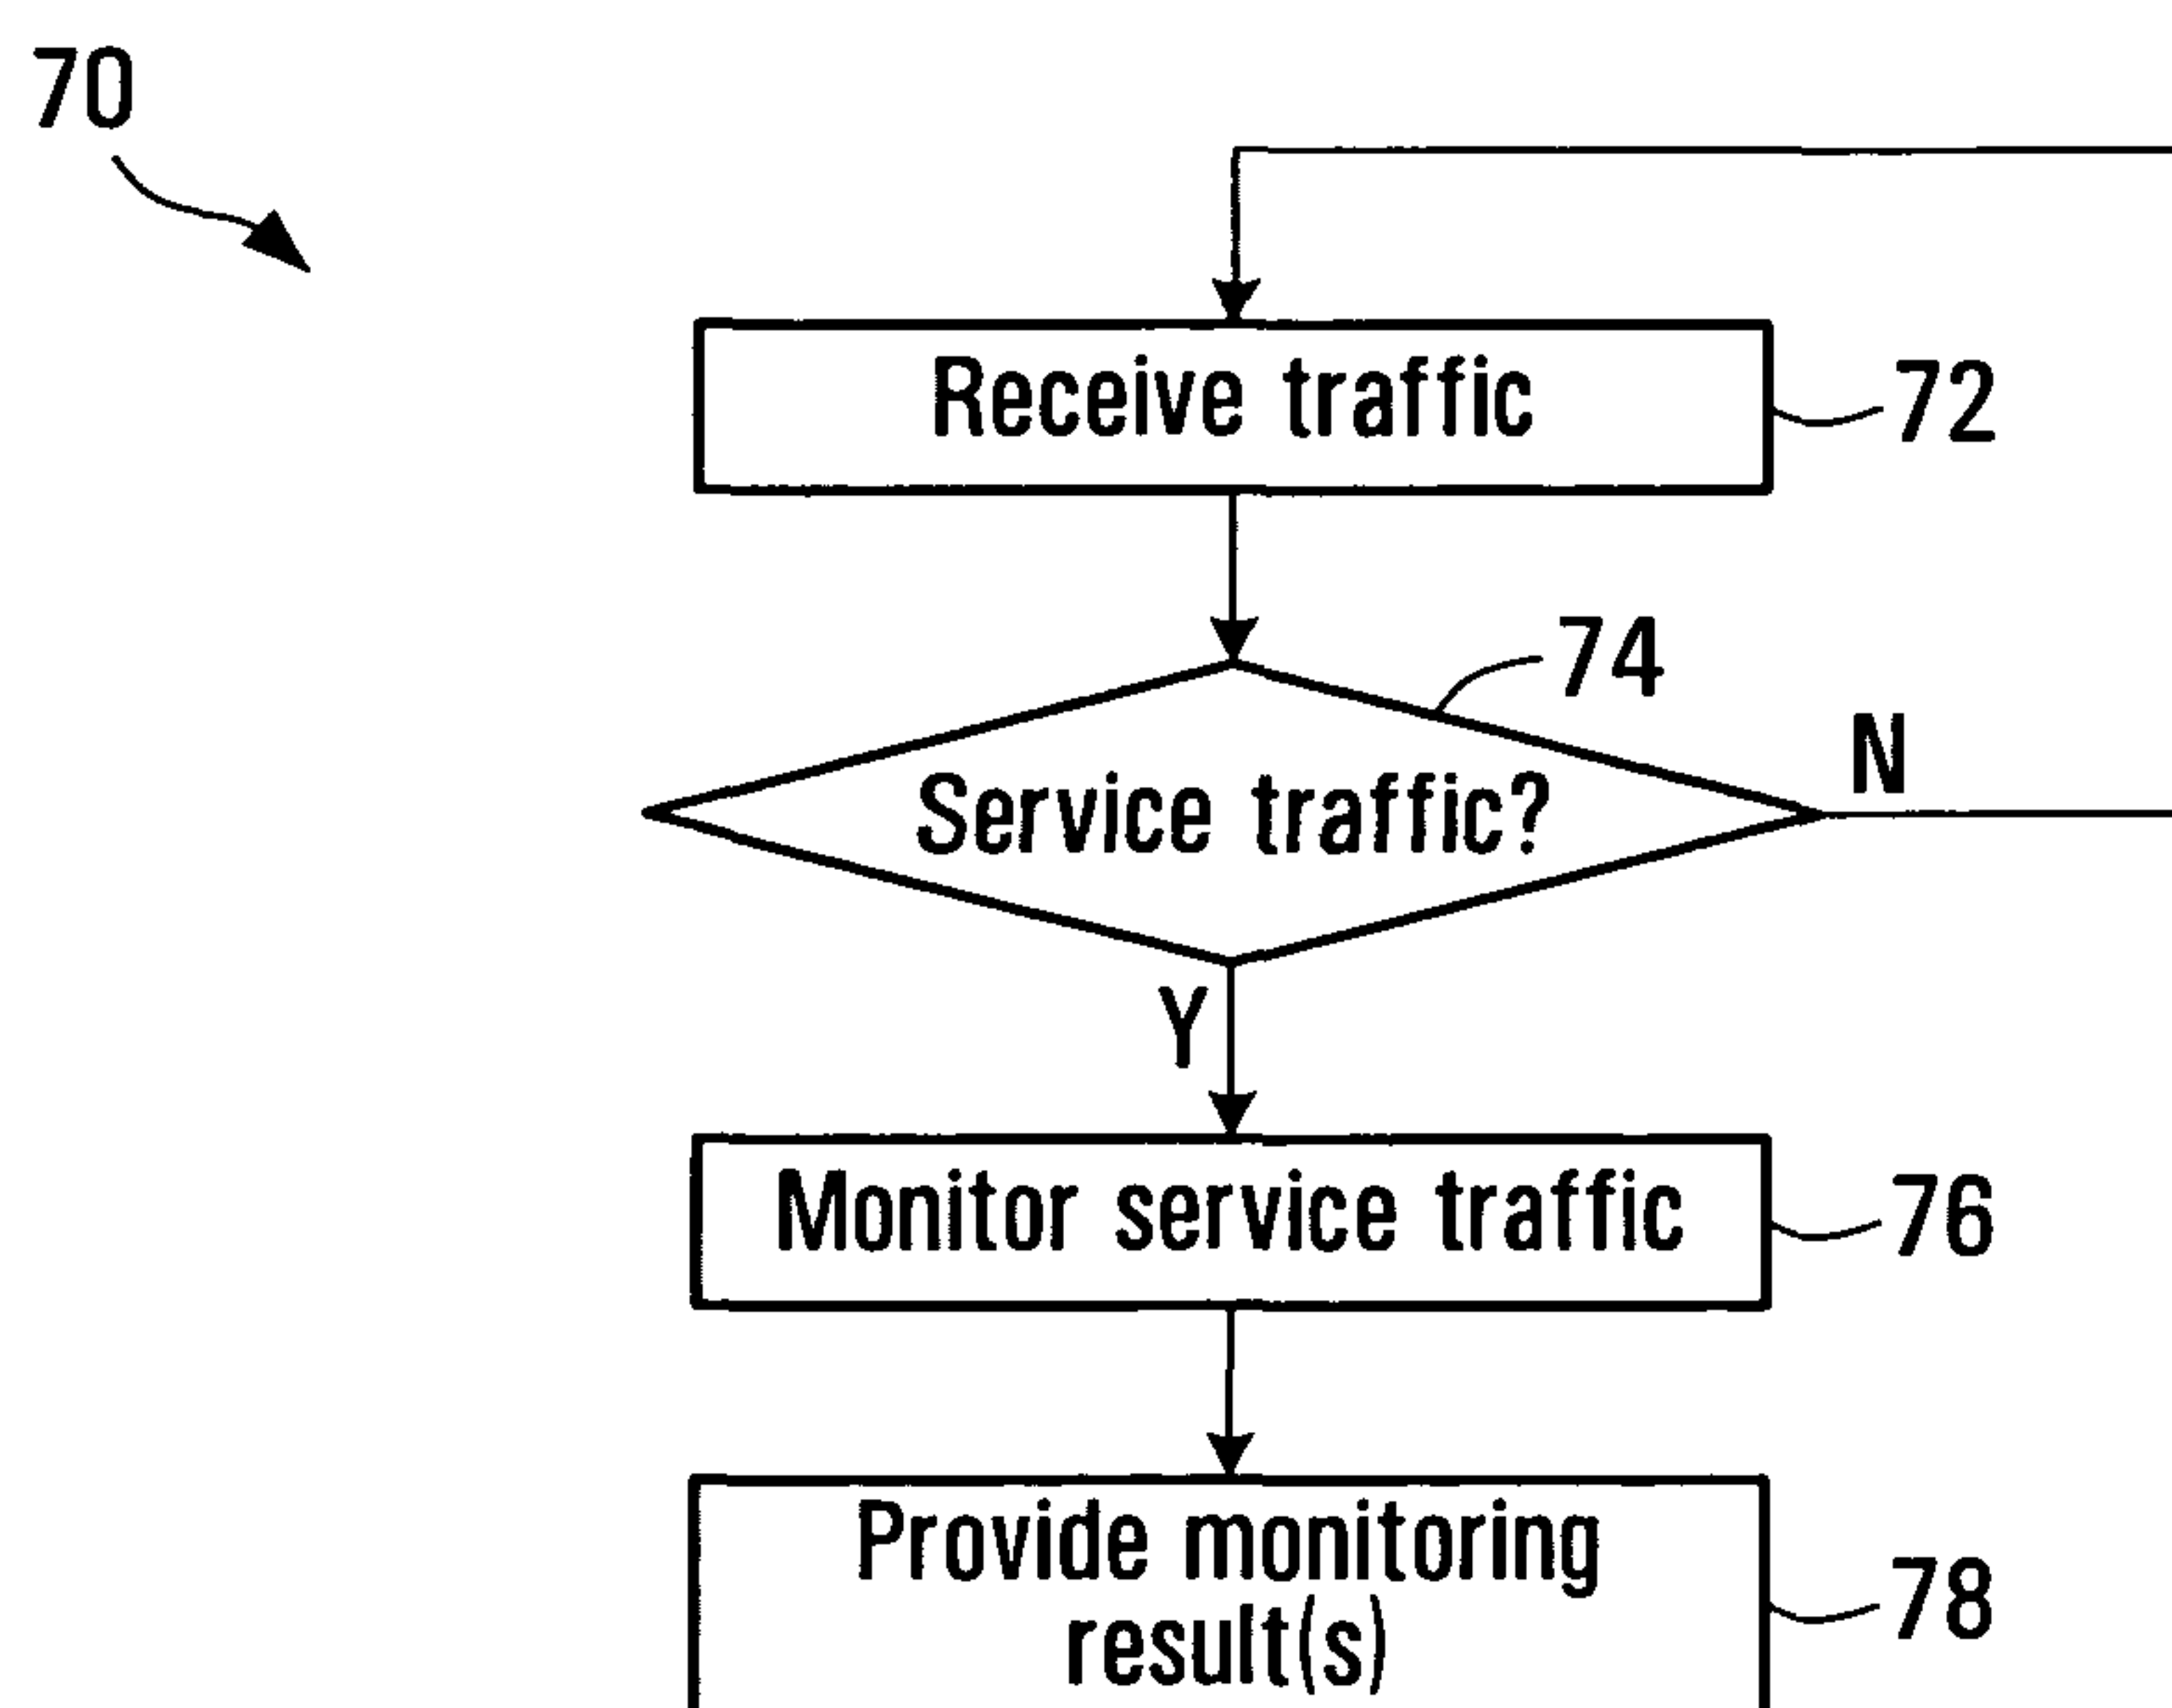 70
Receive traffic
72
74
N
Service traffic?
Y
Monitor service traffic
76
Provide monitoring
result(s)
78